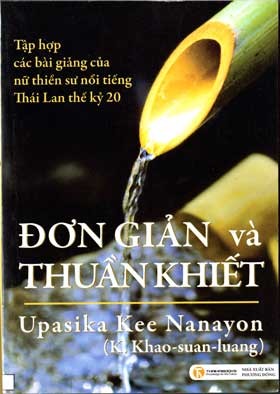 Tập hợp
các bài giảng của
nữ thiền sư nổi tiếng
Thái Lan thế kỷ 20
ĐƠN GIẢN và
THUẦN KHIẾT
Upasika Kee Nanayon
(K. Khao-suan-luang)
THAIHABOOKS
NHÀ XUẤT BẢN
PHƯƠNG ĐÔNG